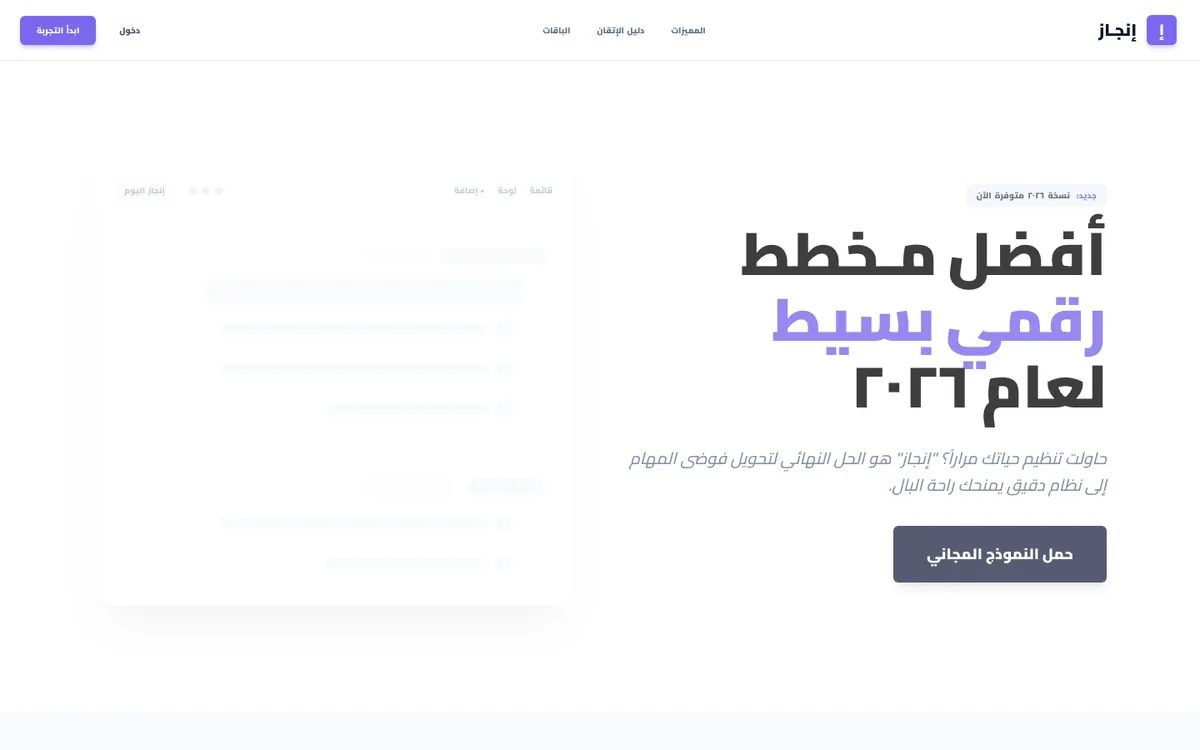 إ
إنجـاز
المميزات
دليل الإتقان
الباقات
دخول
ابدأ التجربة
جديد: نسخة ٢٠٢٦ متوفرة الآن
أفضل مـخطط
رقمي بسيط
لعام ٢٠٢٦
حاولت تنظيم حياتك مراراً؟ "إنجاز" هو الحل النهائي لتحويل فوضى المهام
إلى نظام دقيق يمنحك راحة البال.
حمل النموذج المجاني
قائمة
لوحة
+ إضافة
إنجاز اليوم